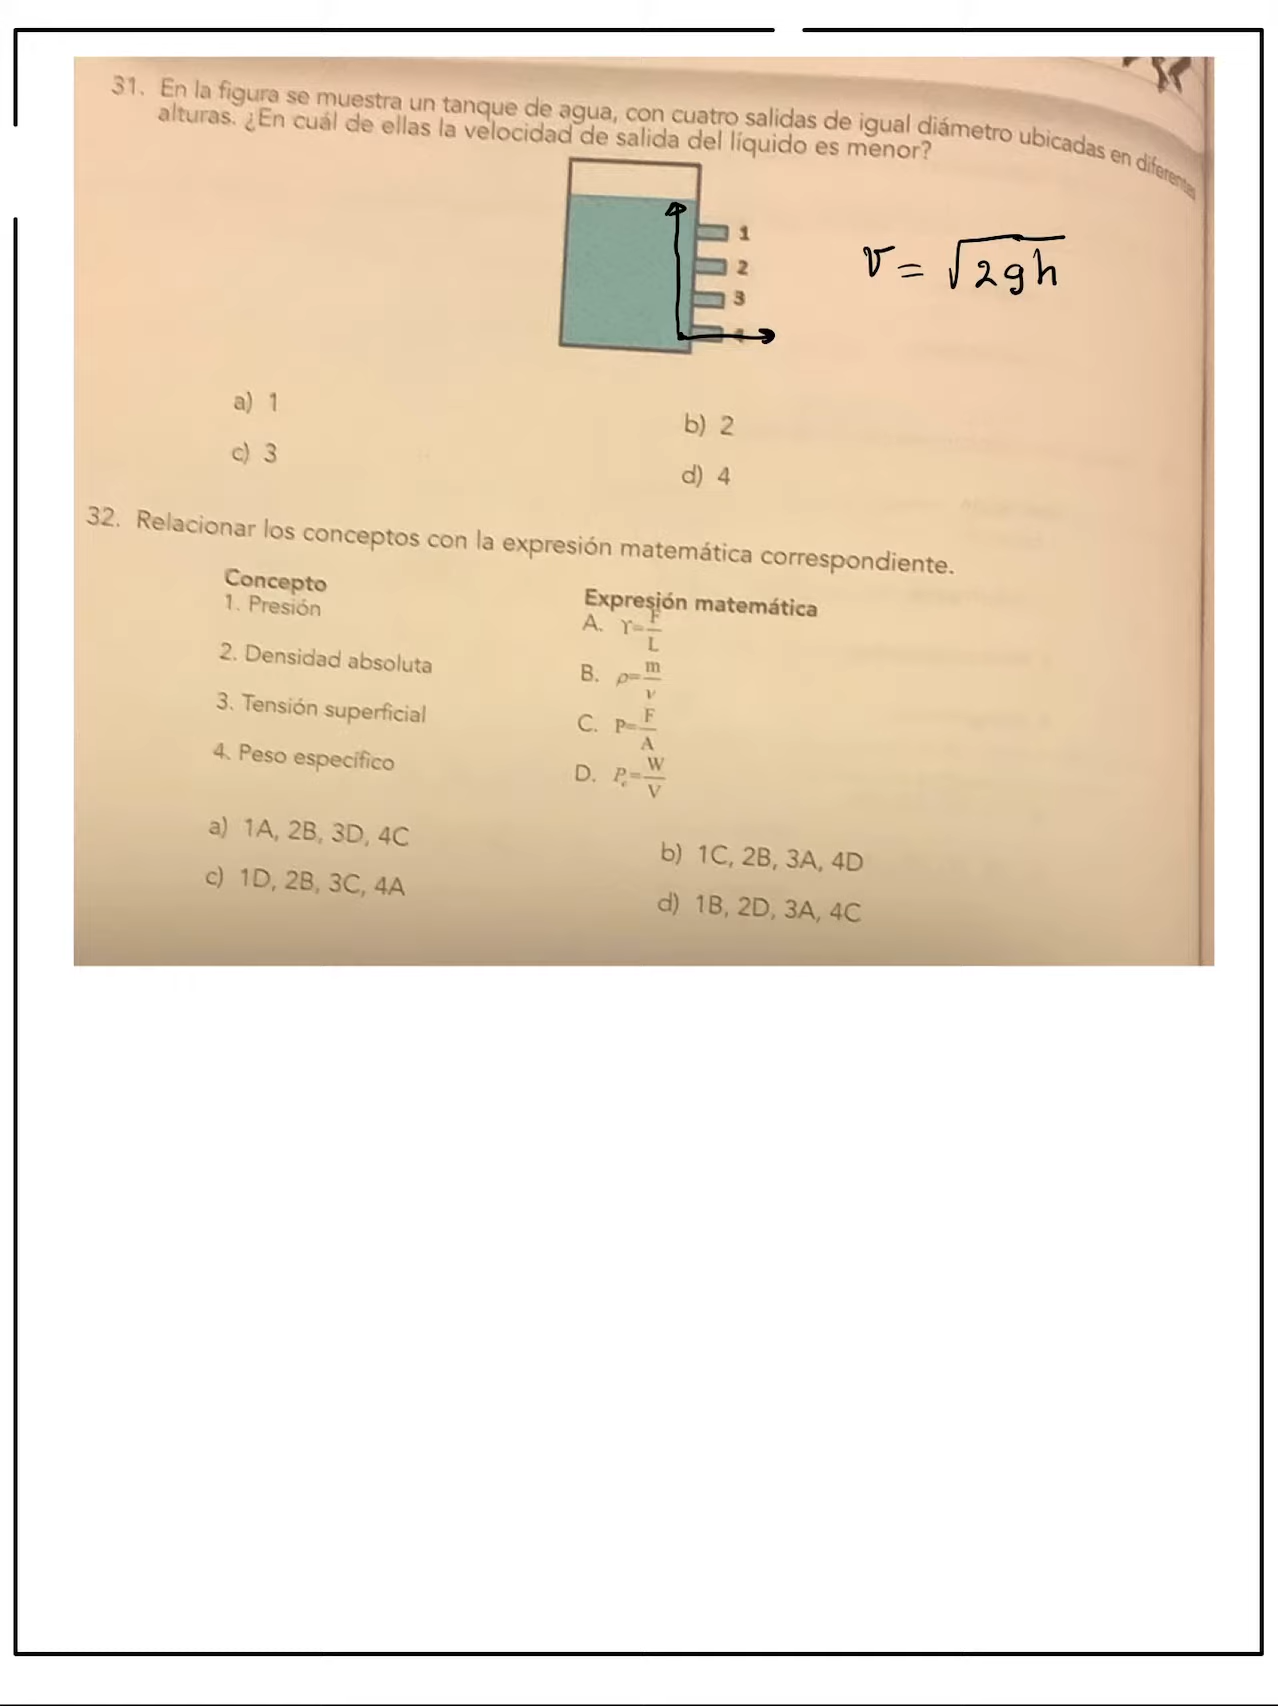 31. En la figura se muestra un tanque de agua, con cuatro salidas de igual diámetro ubicadas en diferentes
alturas. ¿En cuál de ellas la velocidad de salida del líquido es menor?
1
2
3
v = √2gh
a) 1
b) 2
c) 3
d) 4
32. Relacionar los conceptos con la expresión matemática correspondiente.
Concepto
Expresión matemática
1. Presión
A. ϒ=F/L
2. Densidad absoluta
B. ρ=m/v
3. Tensión superficial
C. P=F/A
4. Peso específico
D. Pe=W/V
a) 1A, 2B, 3D, 4C
b) 1C, 2B, 3A, 4D
c) 1D, 2B, 3C, 4A
d) 1B, 2D, 3A, 4C